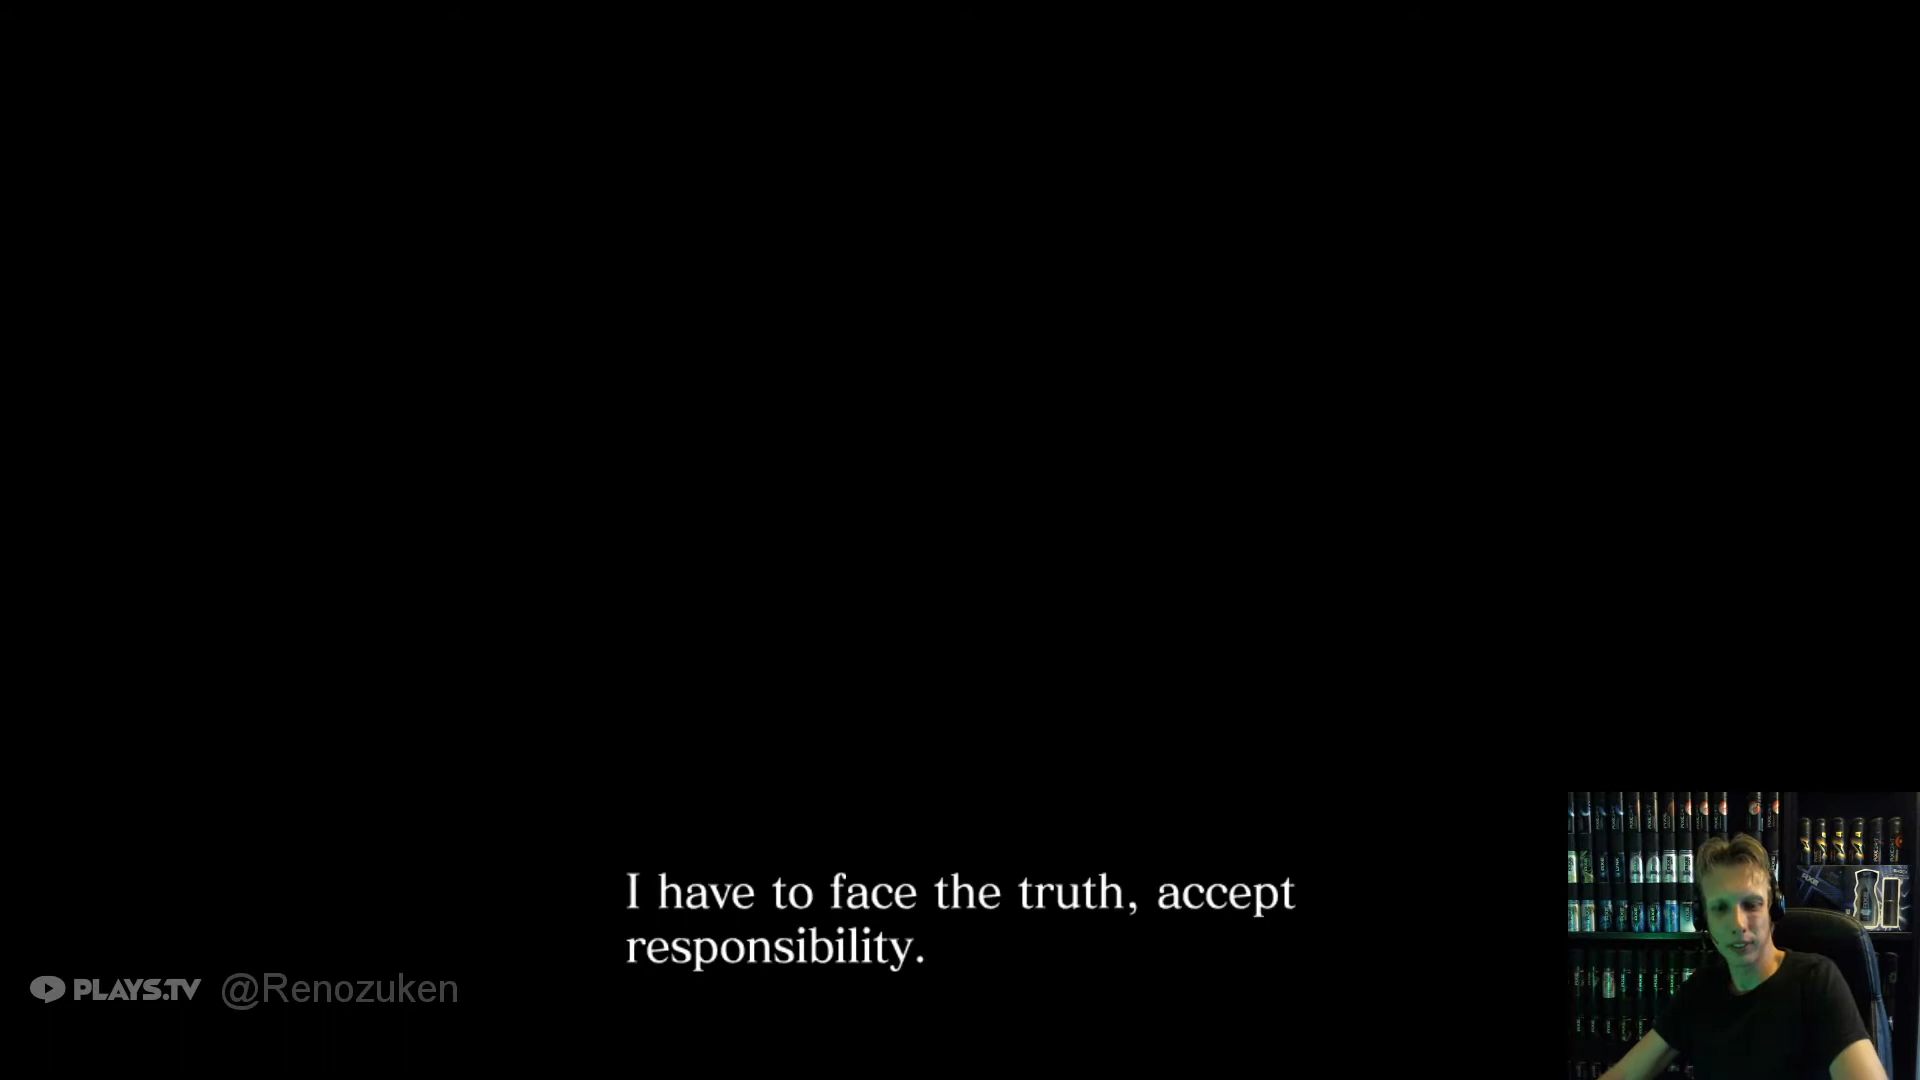 I have to face the truth, accept
responsibility.
PLAYS.TV @Renozuken